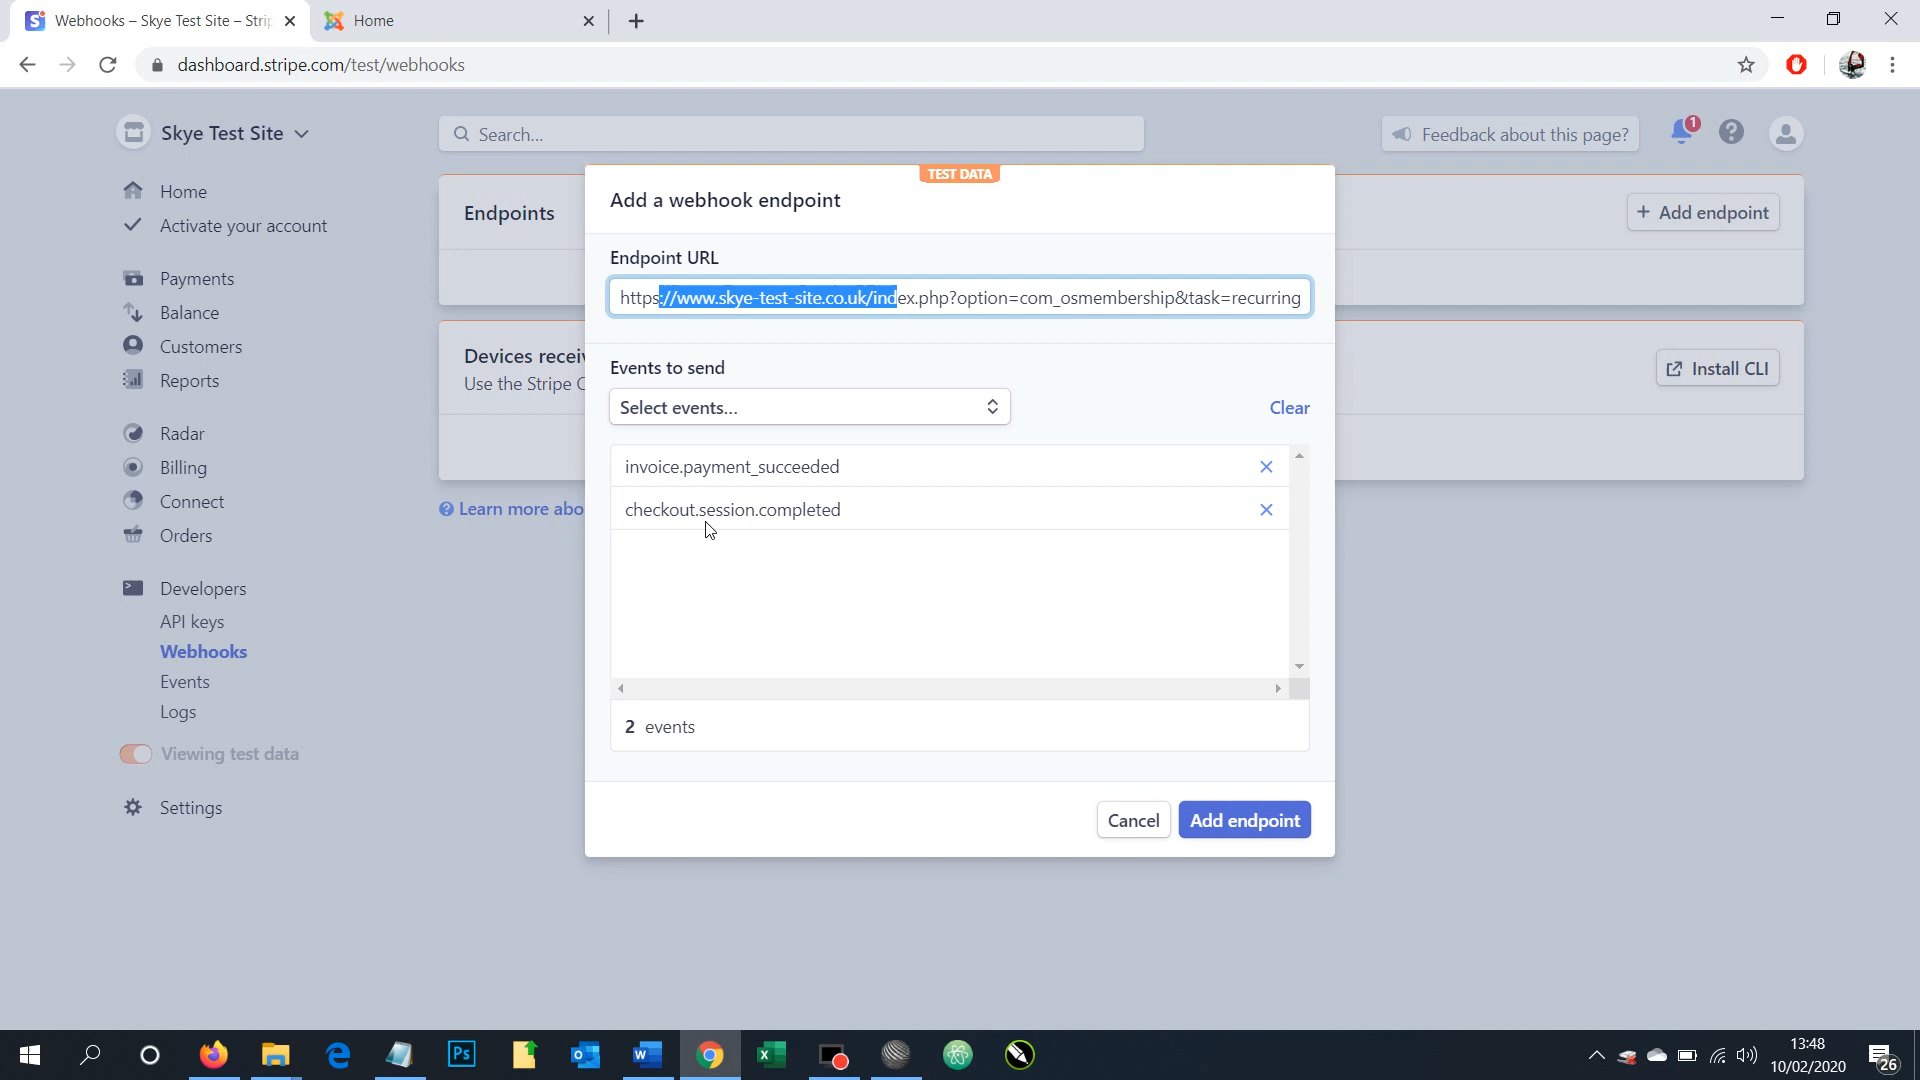 Webhooks – Skye Test Site – Strip
Home
dashboard.stripe.com/test/webhooks
Skye Test Site
Search...
Feedback about this page?
1
TEST DATA
Add a webhook endpoint
Home
Activate your account
Endpoints
+ Add endpoint
Endpoint URL
https://www.skye-test-site.co.uk/index.php?option=com_osmembership&task=recurring
Payments
Balance
Customers
Reports
Devices
Use the Stripe
Install CLI
Events to send
Select events...
Clear
Radar
Billing
Connect
Orders
invoice.payment_succeeded
checkout.session.completed
Learn more
Developers
API keys
Webhooks
Events
Logs
Viewing test data
Settings
2 events
Cancel
Add endpoint
Ps
13:48
10/02/2020
26